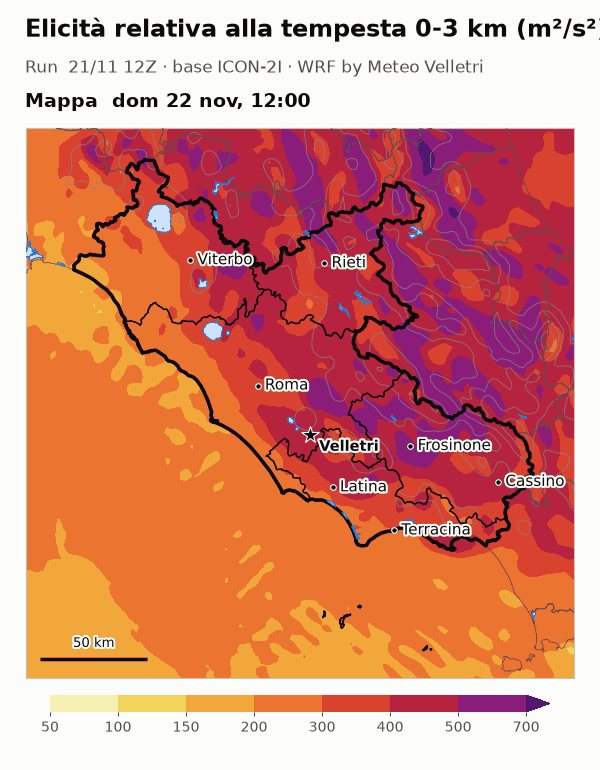 Elicità relativa alla tempesta 0-3 km (m²/s²)
Run  21/11 12Z · base ICON-2I · WRF by Meteo Velletri
Mappa  dom 22 nov, 12:00
Viterbo
Rieti
Roma
Velletri
Frosinone
Cassino
Latina
Terracina
50 km
50 100 150 200 300 400 500 700